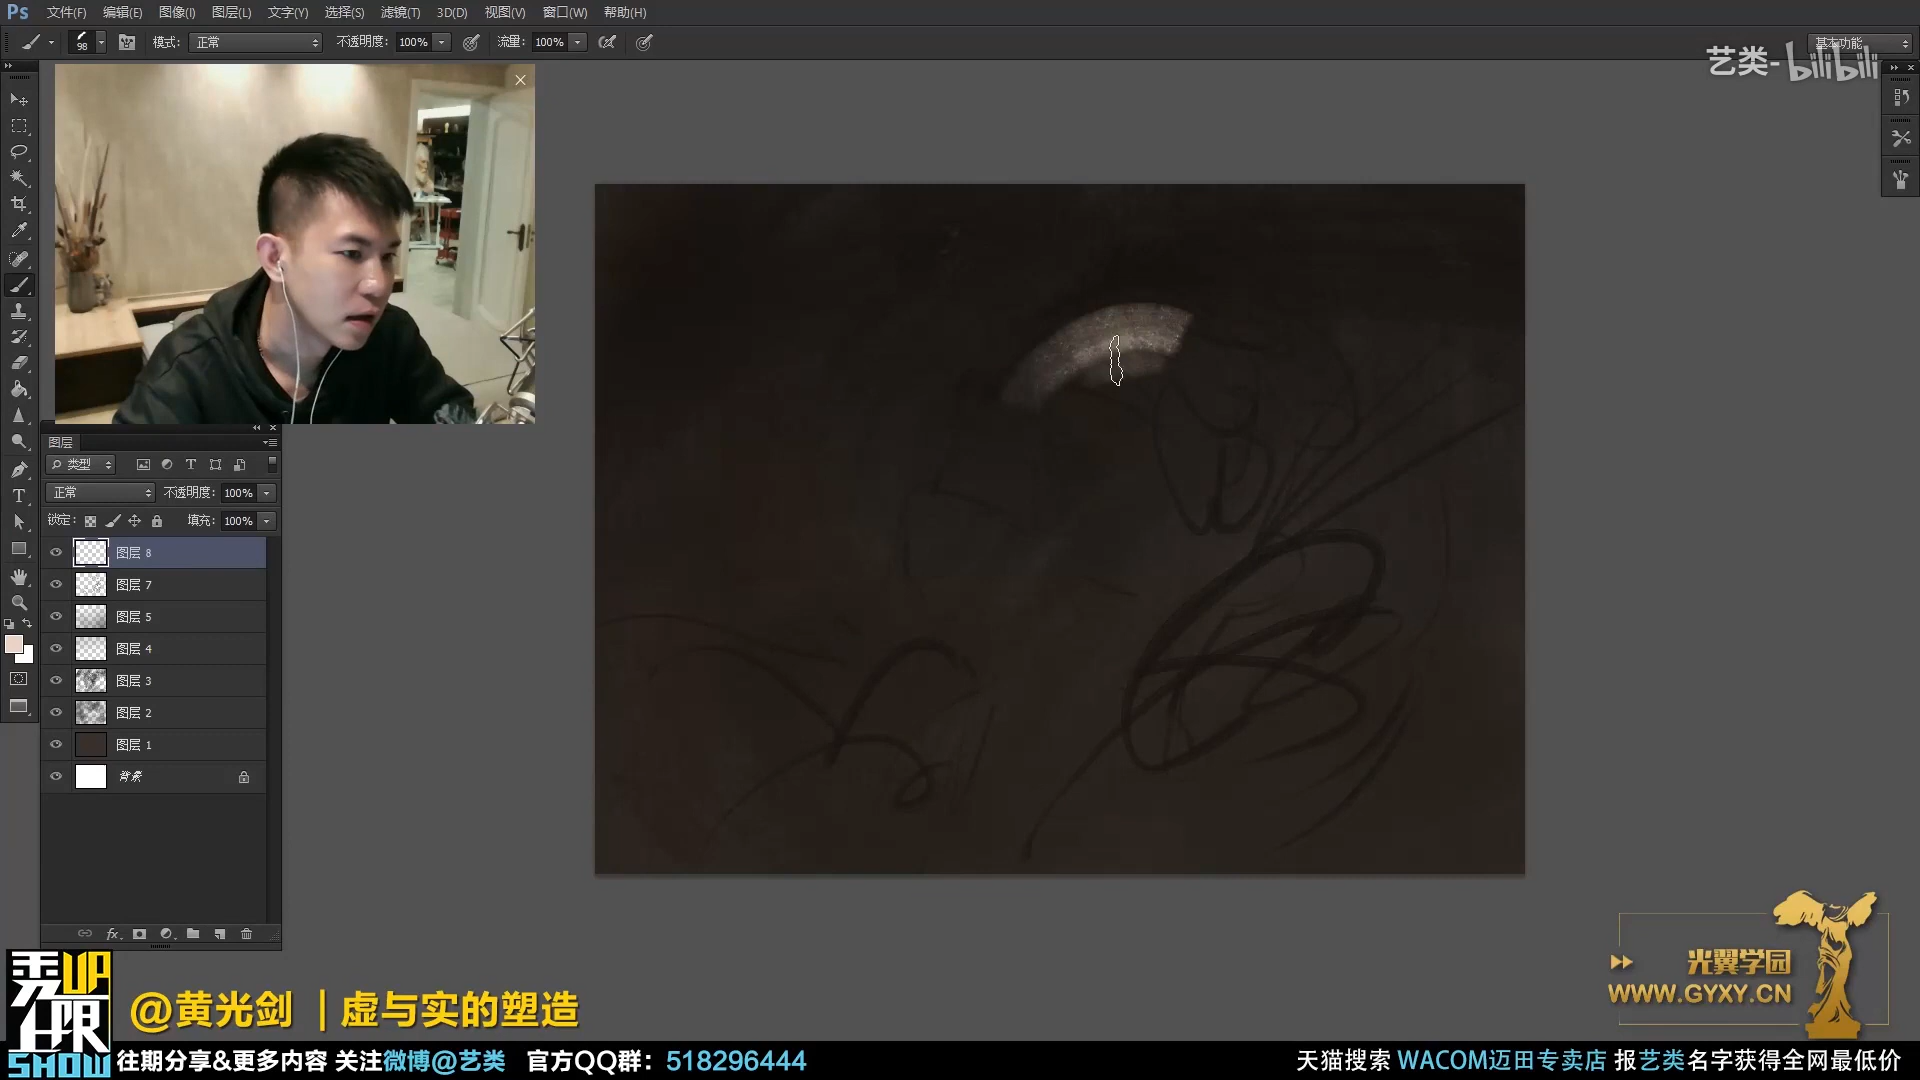 Ps 文件(F) 编辑(E) 图像(I) 图层(L) 文字(Y) 选择(S) 滤镜(T) 3D(D) 视图(V) 窗口(W) 帮助(H)
98 模式: 正常 不透明度: 100% 流量: 100% 基本功能
艺类-bilibili
图层
类型
正常 不透明度: 100%
锁定: 填充: 100%
图层 8
图层 7
图层 5
图层 4
图层 3
图层 2
图层 1
背景
fx
T
UP
SHOW
@黄光剑 | 虚与实的塑造
光翼学园
WWW.GYXY.CN
往期分享&更多内容 关注微博@艺类 官方QQ群：518296444
天猫搜索 WACOM迈田专卖店 报艺类名字获得全网最低价